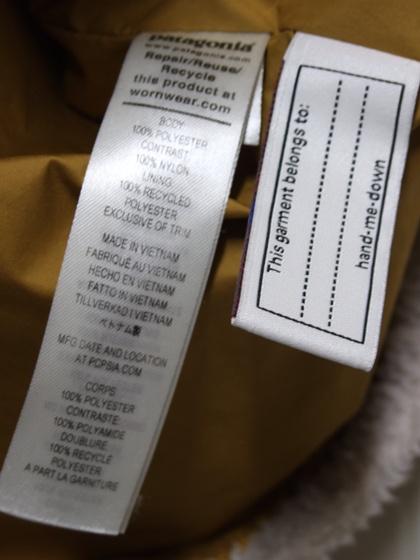 patagonia®
www.patagonia.com
Repair/Reuse/
Recycle
this product at
wornwear.com
BODY:
100% POLYESTER
CONTRAST:
100% NYLON
LINING:
100% RECYCLED
POLYESTER
EXCLUSIVE OF TRIM
MADE IN VIETNAM
FABRIQUÉ AU VIETNAM
HECHO EN VIETNAM
FATTO IN VIETNAM
TILLVERKAD I VIETNAM
ベトナム製
MFG DATE AND LOCATION
AT PCPSIA.COM
CORPS:
100% POLYESTER
CONTRASTE:
100% POLYAMIDE
DOUBLURE:
100% RECYCLE
POLYESTER
A PART LA GARNITURE
This garment belongs to:
hand-me-down